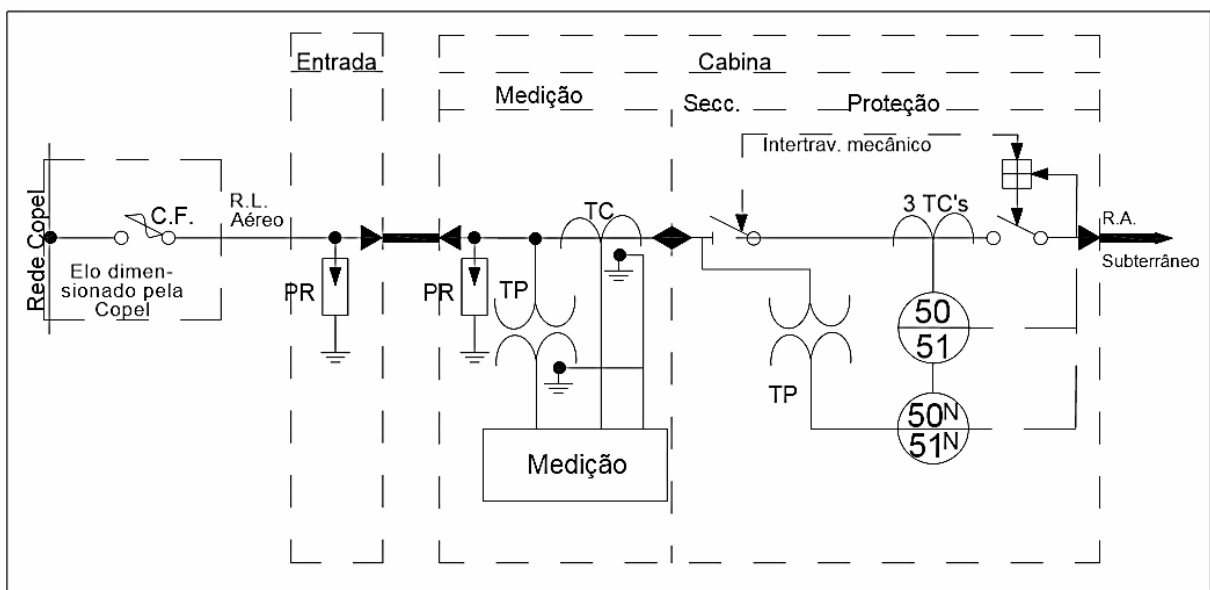 Entrada
Cabina
Medição
Secc.
Proteção
Intertrav. mecânico
Rede Copel
C.F.
R.L.
Aéreo
TC
3 TC's
R.A.
Subterrâneo
Elo dimen-
sionado pela
Copel
PR
PR
TP
50
51
TP
50N
51N
Medição